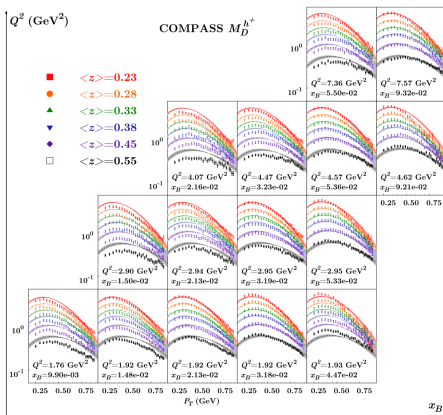 Q² (GeV²)
COMPASS M_D^{h⁺}
<z>=0.23
<z>=0.28
<z>=0.33
<z>=0.38
<z>=0.45
<z>=0.55
10⁰
10⁻¹
Q²=7.36 GeV²
x_B=5.50e-02
Q²=7.57 GeV²
x_B=9.32e-02
10⁰
10⁻¹
Q²=4.07 GeV²
x_B=2.16e-02
Q²=4.47 GeV²
x_B=3.23e-02
Q²=4.57 GeV²
x_B=5.36e-02
Q²=4.62 GeV²
x_B=9.21e-02
0.25 0.50 0.75
10⁰
10⁻¹
Q²=2.90 GeV²
x_B=1.50e-02
Q²=2.94 GeV²
x_B=2.13e-02
Q²=2.95 GeV²
x_B=3.19e-02
Q²=2.95 GeV²
x_B=5.33e-02
10⁰
10⁻¹
Q²=1.76 GeV²
x_B=9.90e-03
Q²=1.92 GeV²
x_B=1.48e-02
Q²=1.92 GeV²
x_B=2.13e-02
Q²=1.92 GeV²
x_B=3.18e-02
Q²=1.93 GeV²
x_B=4.47e-02
0.25 0.50 0.75 0.25 0.50 0.75 0.25 0.50 0.75 0.25 0.50 0.75 0.25 0.50 0.75
P_T (GeV)
x_B